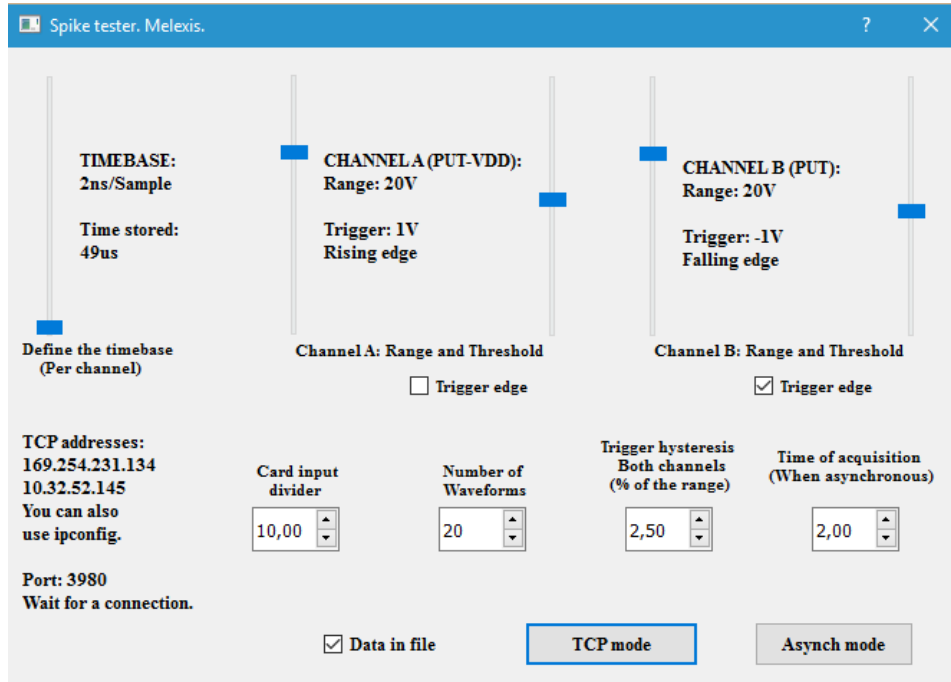 Spike tester. Melexis.
TIMEBASE:
2ns/Sample
Time stored:
49us
CHANNEL A (PUT-VDD):
Range: 20V
Trigger: 1V
Rising edge
CHANNEL B (PUT):
Range: 20V
Trigger: -1V
Falling edge
Define the timebase
(Per channel)
Channel A: Range and Threshold
Trigger edge
Channel B: Range and Threshold
Trigger edge
TCP addresses:
169.254.231.134
10.32.52.145
You can also
use ipconfig.
Port: 3980
Wait for a connection.
Card input
divider
10,00
Number of
Waveforms
20
Trigger hysteresis
Both channels
(% of the range)
2,50
Time of acquisition
(When asynchronous)
2,00
Data in file
TCP mode
Asynch mode